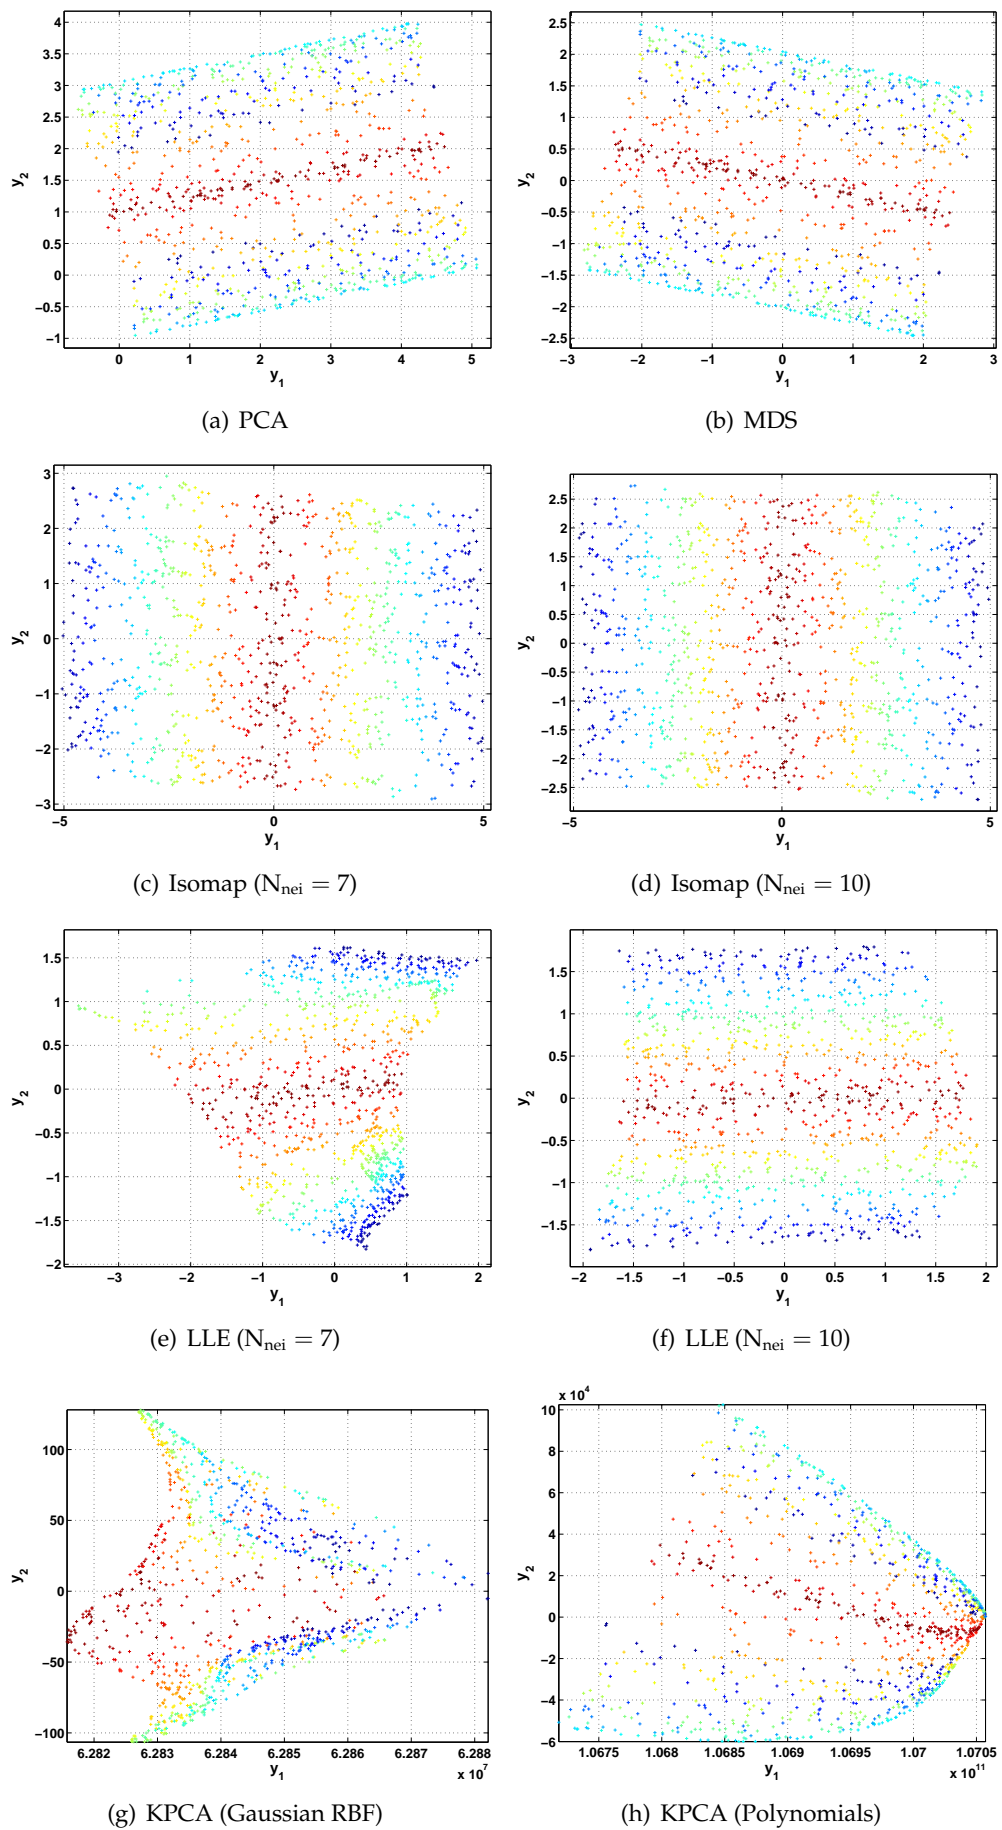 4
3.5
3
2.5
2
1.5
1
0.5
0
−0.5
−1
y2
0 1 2 3 4 5
y1
(a) PCA
2.5
2
1.5
1
0.5
0
−0.5
−1
−1.5
−2
−2.5
y2
−3 −2 −1 0 1 2 3
y1
(b) MDS
3
2
1
0
−1
−2
−3
y2
−5 0 5
y1
(c) Isomap (Nnei = 7)
2.5
2
1.5
1
0.5
0
−0.5
−1
−1.5
−2
−2.5
y2
−5 0 5
y1
(d) Isomap (Nnei = 10)
1.5
1
0.5
0
−0.5
−1
−1.5
−2
y2
−3 −2 −1 0 1 2
y1
(e) LLE (Nnei = 7)
1.5
1
0.5
0
−0.5
−1
−1.5
y2
−2 −1.5 −1 −0.5 0 0.5 1 1.5 2
y1
(f) LLE (Nnei = 10)
100
50
0
−50
−100
y2
6.282 6.283 6.284 6.285 6.286 6.287 6.288
y1
x 10^7
(g) KPCA (Gaussian RBF)
x 10^4
10
8
6
4
2
0
−2
−4
−6
y2
1.0675 1.068 1.0685 1.069 1.0695 1.07 1.0705
y1
x 10^11
(h) KPCA (Polynomials)